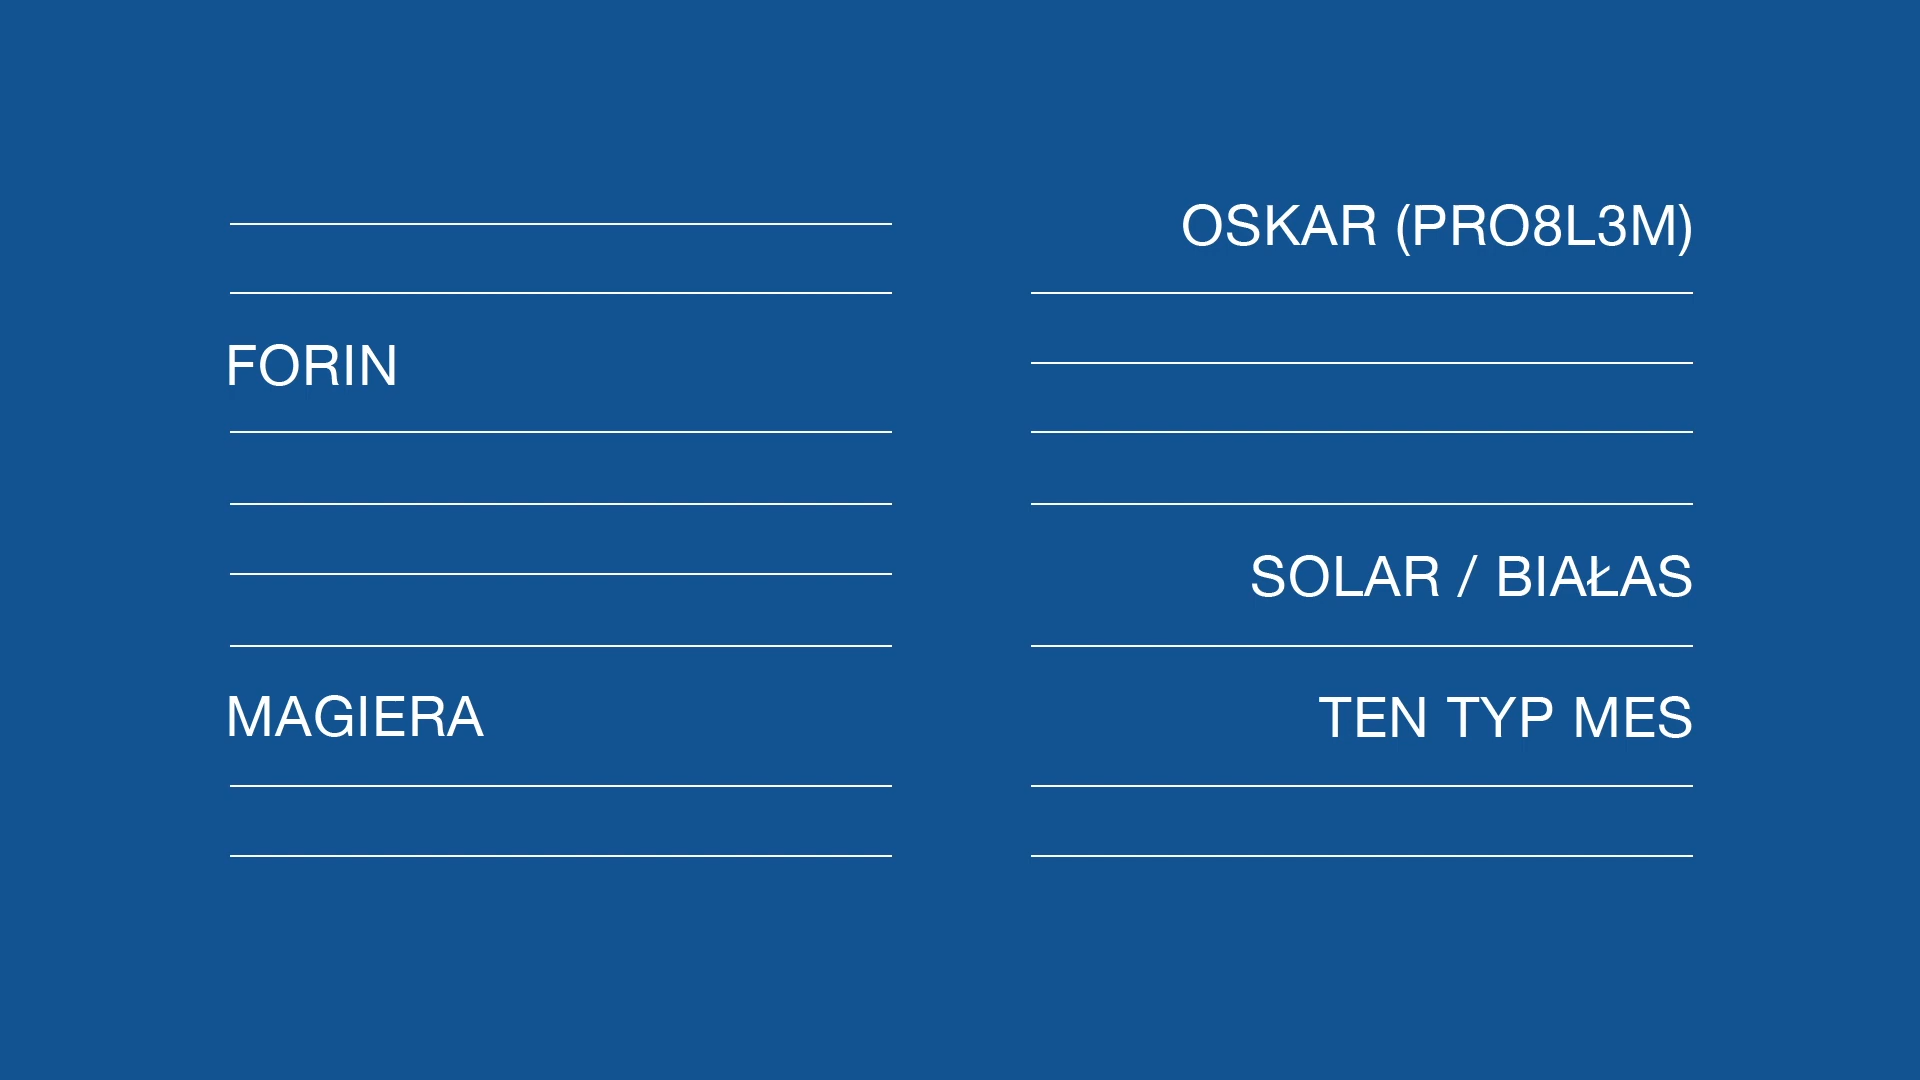 OSKAR (PRO8L3M)
FORIN
SOLAR / BIAŁAS
MAGIERA
TEN TYP MES